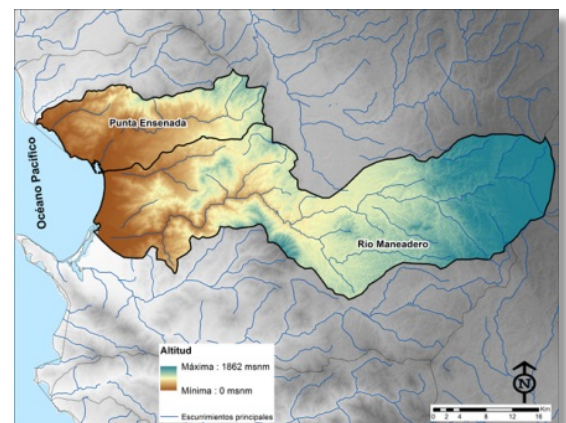 Punta Ensenada
Océano Pacífico
Río Maneadero
Altitud
Máxima : 1862 msnm
Mínima : 0 msnm
Escurrimientos principales
N
Km
0 2 4 8 12 16